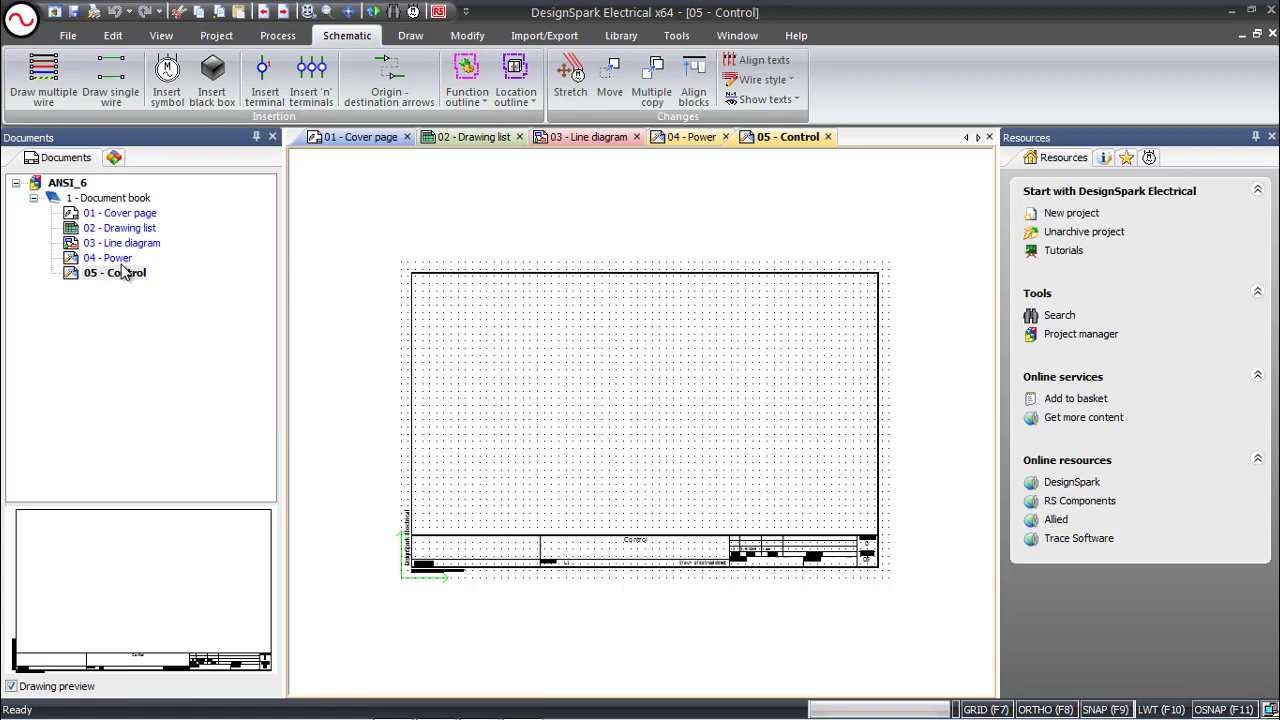 DesignSpark Electrical x64 - [05 - Control]
File Edit View Project Process Schematic Draw Modify Import/Export Library Tools Window Help
Draw multiple wire
Draw single wire
Insert symbol
Insert black box
Insert terminal
Insert 'n' terminals
Origin - destination arrows
Function outline
Location outline
Stretch
Move
Multiple copy
Align blocks
Align texts
Wire style
Show texts
Insertion
Changes
Documents
01 - Cover page
02 - Drawing list
03 - Line diagram
04 - Power
05 - Control
Resources
Documents
Resources
ANSI_6
1 - Document book
01 - Cover page
02 - Drawing list
03 - Line diagram
04 - Power
05 - Control
Start with DesignSpark Electrical
New project
Unarchive project
Tutorials
Tools
Search
Project manager
Online services
Add to basket
Get more content
Online resources
DesignSpark
RS Components
Allied
Trace Software
DesignSpark Electrical
Control
Drawing preview
Ready
GRID (F7) ORTHO (F8) SNAP (F9) LWT (F10) OSNAP (F11)